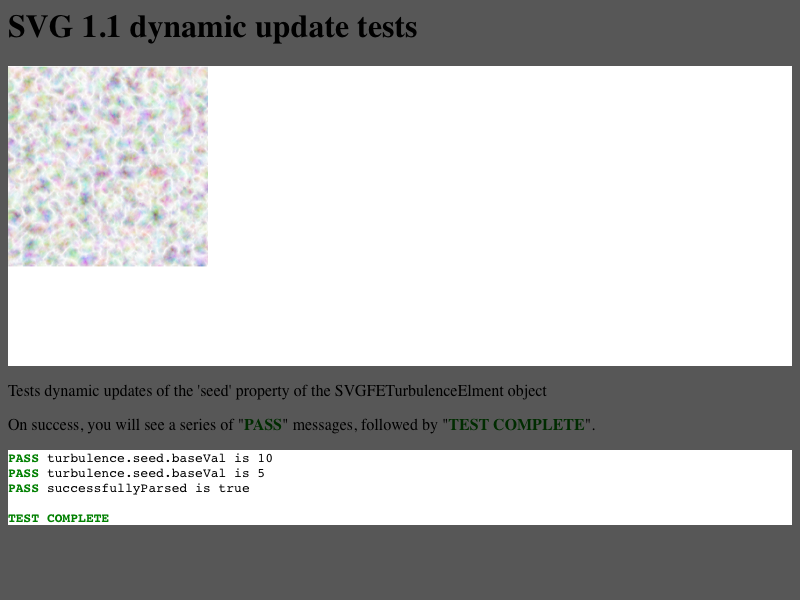 SVG 1.1 dynamic update tests
Tests dynamic updates of the 'seed' property of the SVGFETurbulenceElment object
On success, you will see a series of "PASS" messages, followed by "TEST COMPLETE".
PASS turbulence.seed.baseVal is 10
PASS turbulence.seed.baseVal is 5
PASS successfullyParsed is true
TEST COMPLETE